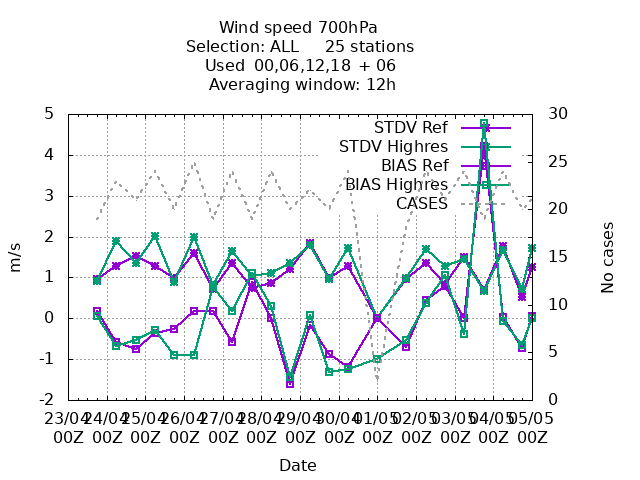 Wind speed 700hPa
Selection: ALL 25 stations
Used 00,06,12,18 + 06
Averaging window: 12h
STDV Ref
STDV Highres
BIAS Ref
BIAS Highres
CASES
m/s
5
4
3
2
1
0
-1
-2
No cases
30
25
20
15
10
5
0
23/04 24/04 25/04 26/04 27/04 28/04 29/04 30/04 01/05 02/05 03/05 04/05 05/05
00Z 00Z 00Z 00Z 00Z 00Z 00Z 00Z 00Z 00Z 00Z 00Z 00Z
Date